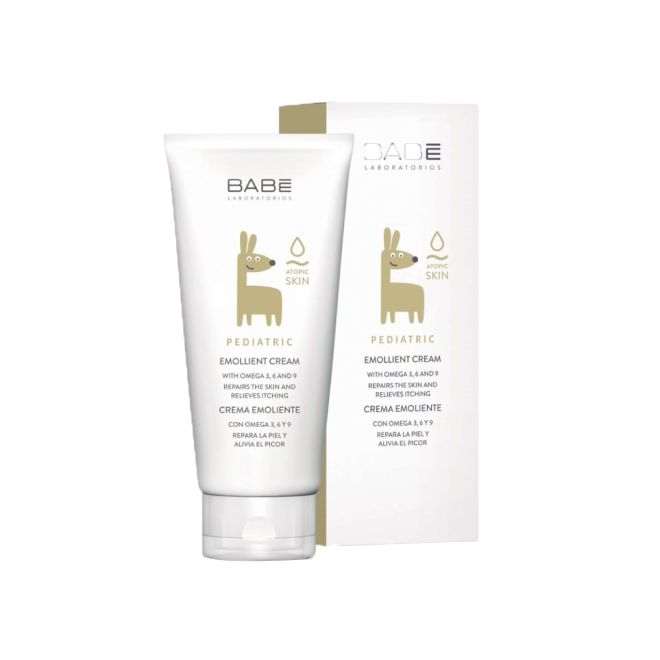 BABĒ
LABORATORIOS
ATOPIC
SKIN
PEDIATRIC
EMOLLIENT CREAM
WITH OMEGA 3, 6 AND 9
REPAIRS THE SKIN AND
RELIEVES ITCHING
CREMA EMOLIENTE
CON OMEGA 3, 6 Y 9
REPARA LA PIEL Y
ALIVIA EL PICOR
BABĒ
LABORATORIOS
ATOPIC
SKIN
PEDIATRIC
EMOLLIENT CREAM
WITH OMEGA 3, 6 AND 9
REPAIRS THE SKIN AND
RELIEVES ITCHING
CREMA EMOLIENTE
CON OMEGA 3, 6 Y 9
REPARA LA PIEL Y
ALIVIA EL PICOR